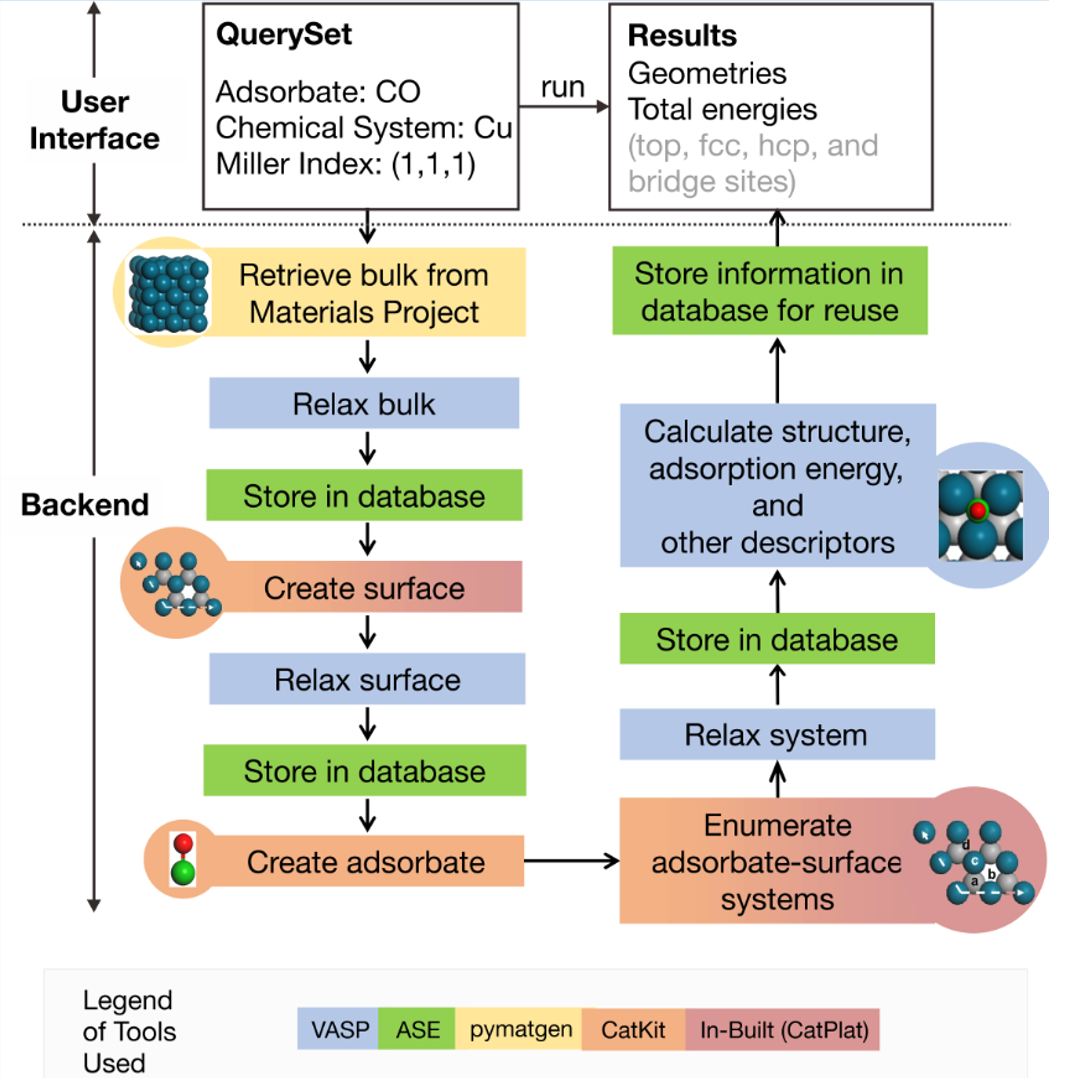 User
Interface
QuerySet
Adsorbate: CO
Chemical System: Cu
Miller Index: (1,1,1)
run
Results
Geometries
Total energies
(top, fcc, hcp, and
bridge sites)
Backend
Retrieve bulk from
Materials Project
Relax bulk
Store in database
Create surface
Relax surface
Store in database
Create adsorbate
Enumerate
adsorbate-surface
systems
d
c
b
a
Relax system
Store in database
Calculate structure,
adsorption energy,
and
other descriptors
Store information in
database for reuse
Legend
of Tools
Used
VASP
ASE
pymatgen
CatKit
In-Built (CatPlat)